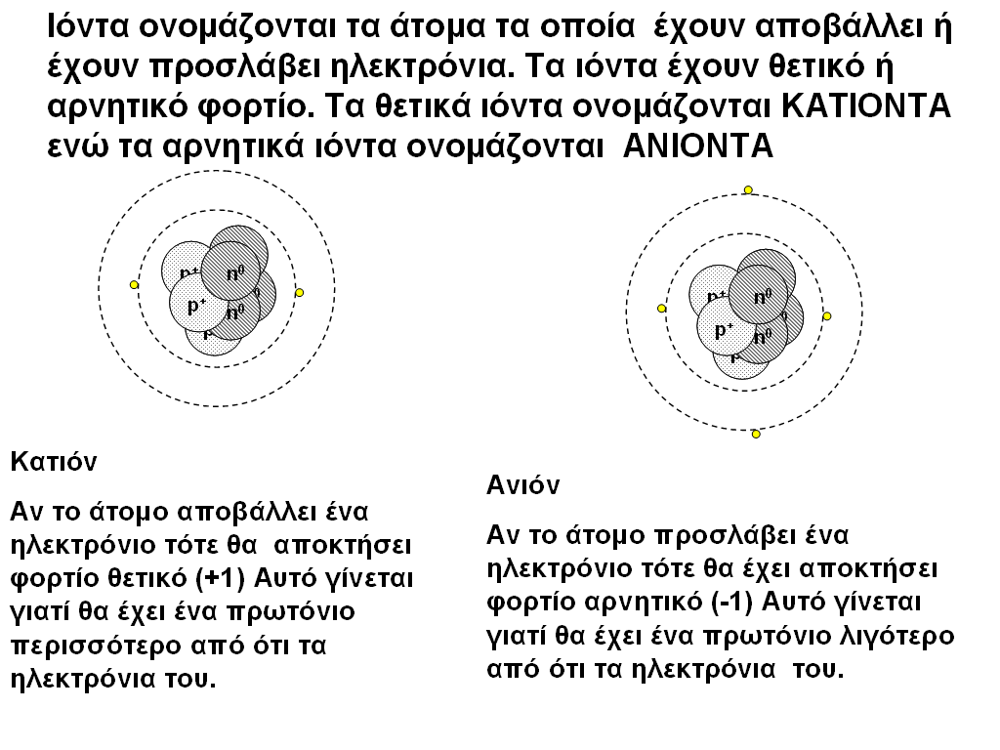 Ιόντα ονομάζονται τα άτομα τα οποία  έχουν αποβάλλει ή
έχουν προσλάβει ηλεκτρόνια. Τα ιόντα έχουν θετικό ή
αρνητικό φορτίο. Τα θετικά ιόντα ονομάζονται ΚΑΤΙΟΝΤΑ
ενώ τα αρνητικά ιόντα ονομάζονται  ΑΝΙΟΝΤΑ
p⁺ n⁰
p⁺ n⁰
p⁺ n⁰
p⁺ n⁰
Κατιόν
Αν το άτομο αποβάλλει ένα
ηλεκτρόνιο τότε θα  αποκτήσει
φορτίο θετικό (+1) Αυτό γίνεται
γιατί θα έχει ένα πρωτόνιο
περισσότερο από ότι τα
ηλεκτρόνια του.
Ανιόν
Αν το άτομο προσλάβει ένα
ηλεκτρόνιο τότε θα έχει αποκτήσει
φορτίο αρνητικό (-1) Αυτό γίνεται
γιατί θα έχει ένα πρωτόνιο λιγότερο
από ότι τα ηλεκτρόνια  του.